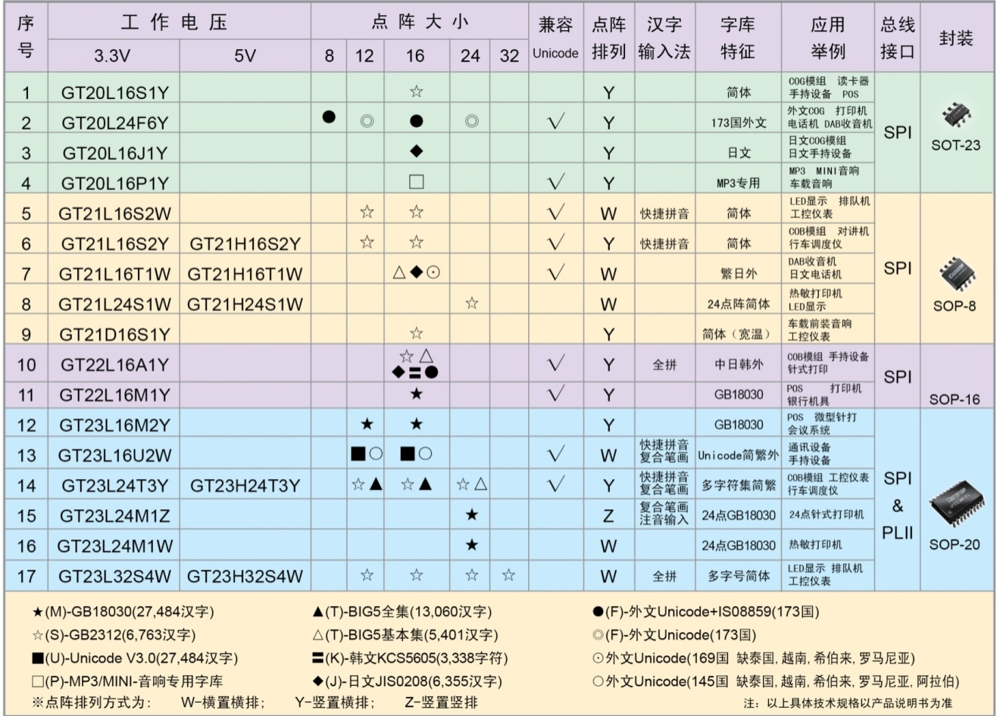 序号 工作电压 点阵大小 兼容Unicode 点阵排列 汉字输入法 字库特征 应用举例 总线接口 封装
3.3V 5V 8 12 16 24 32
1 GT20L16S1Y ☆ Y 简体 COG模组 读卡器 手持设备 POS
2 GT20L24F6Y ● ◎ ● ◎ √ Y 173国外文 外文COG 打印机 电话机 DAB收音机
3 GT20L16J1Y ◆ Y 日文 日文COG模组 日文手持设备
4 GT20L16P1Y □ √ Y MP3专用 MP3 MINI音响 车载音响
SPI SOT-23
5 GT21L16S2W ☆ ☆ √ W 快捷拼音 简体 LED显示 排队机 工控仪表
6 GT21L16S2Y GT21H16S2Y ☆ ☆ √ Y 快捷拼音 简体 COB模组 对讲机 行车调度仪
7 GT21L16T1W GT21H16T1W △◆⊙ √ W 繁日外 DAB收音机 日文电话机
8 GT21L24S1W GT21H24S1W ☆ W 24点阵简体 热敏打印机 LED显示
9 GT21D16S1Y ☆ Y 简体（宽温） 车载前装音响 工控仪表
SPI SOP-8
10 GT22L16A1Y ☆△◆〓● √ Y 全拼 中日韩外 COB模组 手持设备 针式打印
11 GT22L16M1Y ★ √ Y GB18030 POS 打印机 银行机具
SPI SOP-16
12 GT23L16M2Y ★ ★ Y GB18030 POS 微型针打 会议系统
13 GT23L16U2W ■○ ■○ √ W 快捷拼音 复合笔画 Unicode简繁外 通讯设备 手持设备
14 GT23L24T3Y GT23H24T3Y ☆▲ ☆▲ ☆△ √ Y 快捷拼音 复合笔画 多字符集简繁 COB模组 工控仪表 行车调度仪
15 GT23L24M1Z ★ Z 复合笔画 注音输入 24点GB18030 24点针式打印机
16 GT23L24M1W ★ W 24点GB18030 热敏打印机
17 GT23L32S4W GT23H32S4W ☆ ☆ ☆ ☆ W 全拼 多字号简体 LED显示 排队机 工控仪表
SPI & PLII SOP-20
★(M)-GB18030(27,484汉字) ▲(T)-BIG5全集(13,060汉字) ●(F)-外文Unicode+IS08859(173国)
☆(S)-GB2312(6,763汉字) △(T)-BIG5基本集(5,401汉字) ◎(F)-外文Unicode(173国)
■(U)-Unicode V3.0(27,484汉字) 〓(K)-韩文KCS5605(3,338字符) ⊙外文Unicode(169国 缺泰国,越南,希伯来,罗马尼亚)
□(P)-MP3/MINI-音响专用字库 ◆(J)-日文JIS0208(6,355汉字) ○外文Unicode(145国 缺泰国,越南,希伯来,罗马尼亚,阿拉伯)
※点阵排列方式为： W-横置横排； Y-竖置横排； Z-竖置竖排 注：以上具体技术规格以产品说明书为准